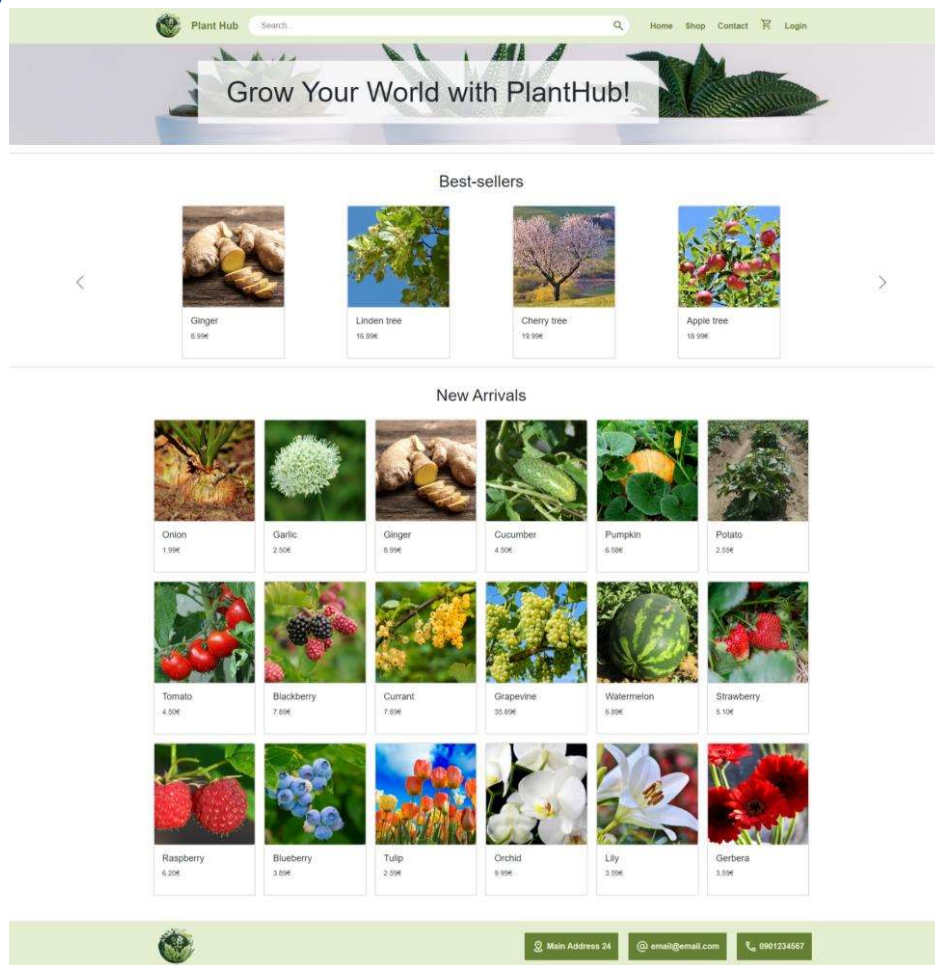 Plant Hub Search... Home Shop Contact Login
Grow Your World with PlantHub!
Best-sellers
Ginger Linden tree Cherry tree Apple tree
8.99€ 16.89€ 19.99€ 18.99€
New Arrivals
Onion Garlic Ginger Cucumber Pumpkin Potato
1.99€ 2.50€ 8.99€ 4.50€ 6.58€ 2.55€
Tomato Blackberry Currant Grapevine Watermelon Strawberry
4.50€ 7.89€ 7.69€ 35.89€ 6.89€ 5.10€
Raspberry Blueberry Tulip Orchid Lily Gerbera
6.20€ 3.89€ 2.59€ 9.99€ 3.59€ 3.59€
Main Address 24 email@email.com 0901234567